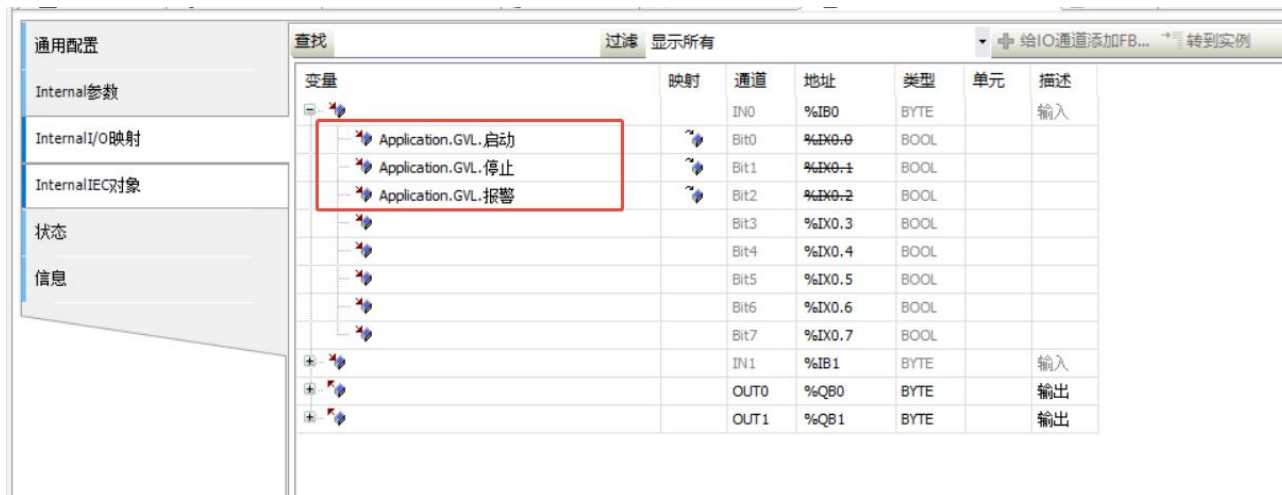 通用配置
Internal参数
InternalI/O映射
InternalIEC对象
状态
信息
查找 过滤 显示所有 给IO通道添加FB... 转到实例
变量 映射 通道 地址 类型 单元 描述
IN0 %IB0 BYTE 输入
Application.GVL.启动 Bit0 %IX0.0 BOOL
Application.GVL.停止 Bit1 %IX0.1 BOOL
Application.GVL.报警 Bit2 %IX0.2 BOOL
Bit3 %IX0.3 BOOL
Bit4 %IX0.4 BOOL
Bit5 %IX0.5 BOOL
Bit6 %IX0.6 BOOL
Bit7 %IX0.7 BOOL
IN1 %IB1 BYTE 输入
OUT0 %QB0 BYTE 输出
OUT1 %QB1 BYTE 输出